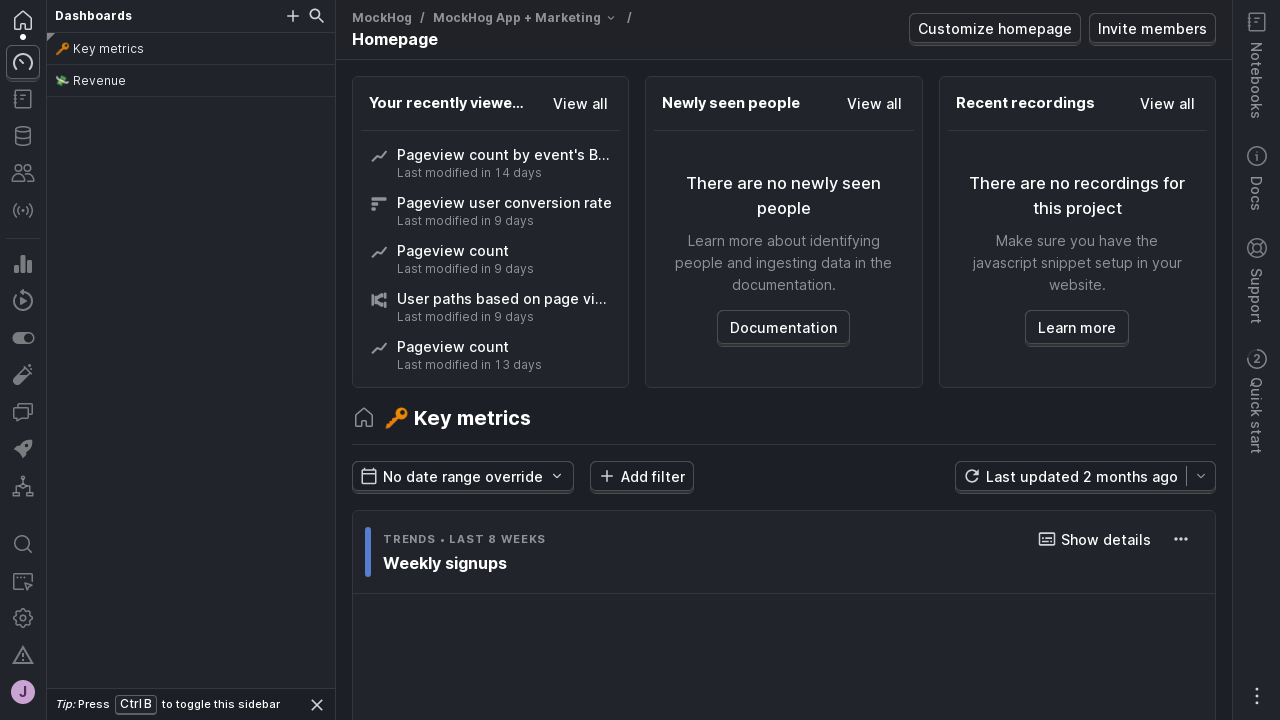 Dashboards
🔑 Key metrics
💸 Revenue
Tip: Press Ctrl B to toggle this sidebar
J
MockHog / MockHog App + Marketing /
Homepage
Customize homepage
Invite members
Your recently viewe...
View all
Pageview count by event's B...
Last modified in 14 days
Pageview user conversion rate
Last modified in 9 days
Pageview count
Last modified in 9 days
User paths based on page vi...
Last modified in 9 days
Pageview count
Last modified in 13 days
Newly seen people
View all
There are no newly seen
people
Learn more about identifying
people and ingesting data in the
documentation.
Documentation
Recent recordings
View all
There are no recordings for
this project
Make sure you have the
javascript snippet setup in your
website.
Learn more
🔑 Key metrics
No date range override
Add filter
Last updated 2 months ago
TRENDS • LAST 8 WEEKS
Weekly signups
Show details
Notebooks
Docs
Support
2
Quick start